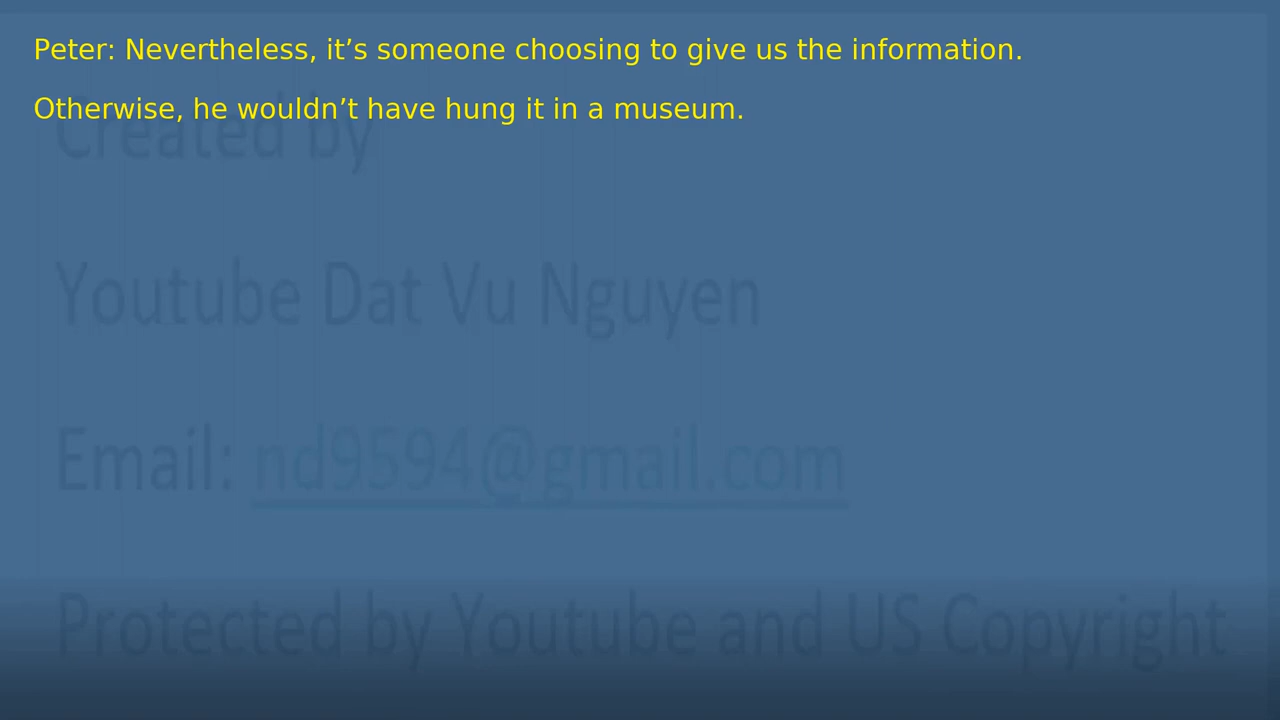 Peter: Nevertheless, it’s someone choosing to give us the information.
Otherwise, he wouldn’t have hung it in a museum.
Created by
Youtube Dat Vu Nguyen
Email: nd9594@gmail.com
Protected by Youtube and US Copyright